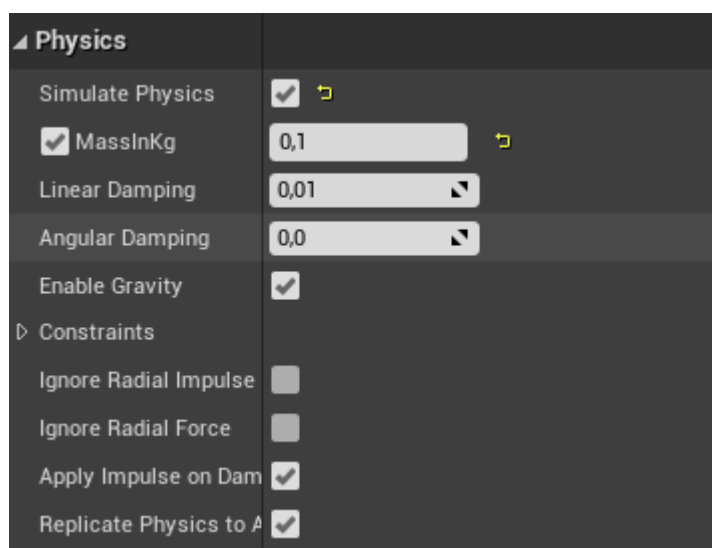 Physics
Simulate Physics
MassInKg 0,1
Linear Damping 0,01
Angular Damping 0,0
Enable Gravity
Constraints
Ignore Radial Impulse
Ignore Radial Force
Apply Impulse on Dam
Replicate Physics to A